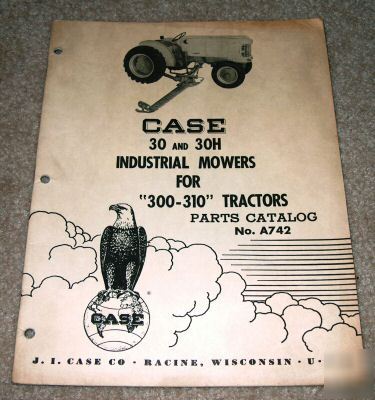 CASE
30 AND 30H
INDUSTRIAL MOWERS
FOR
"300-310" TRACTORS
PARTS CATALOG
No. A742
CASE
J. I. CASE CO · RACINE, WISCONSIN · U ·